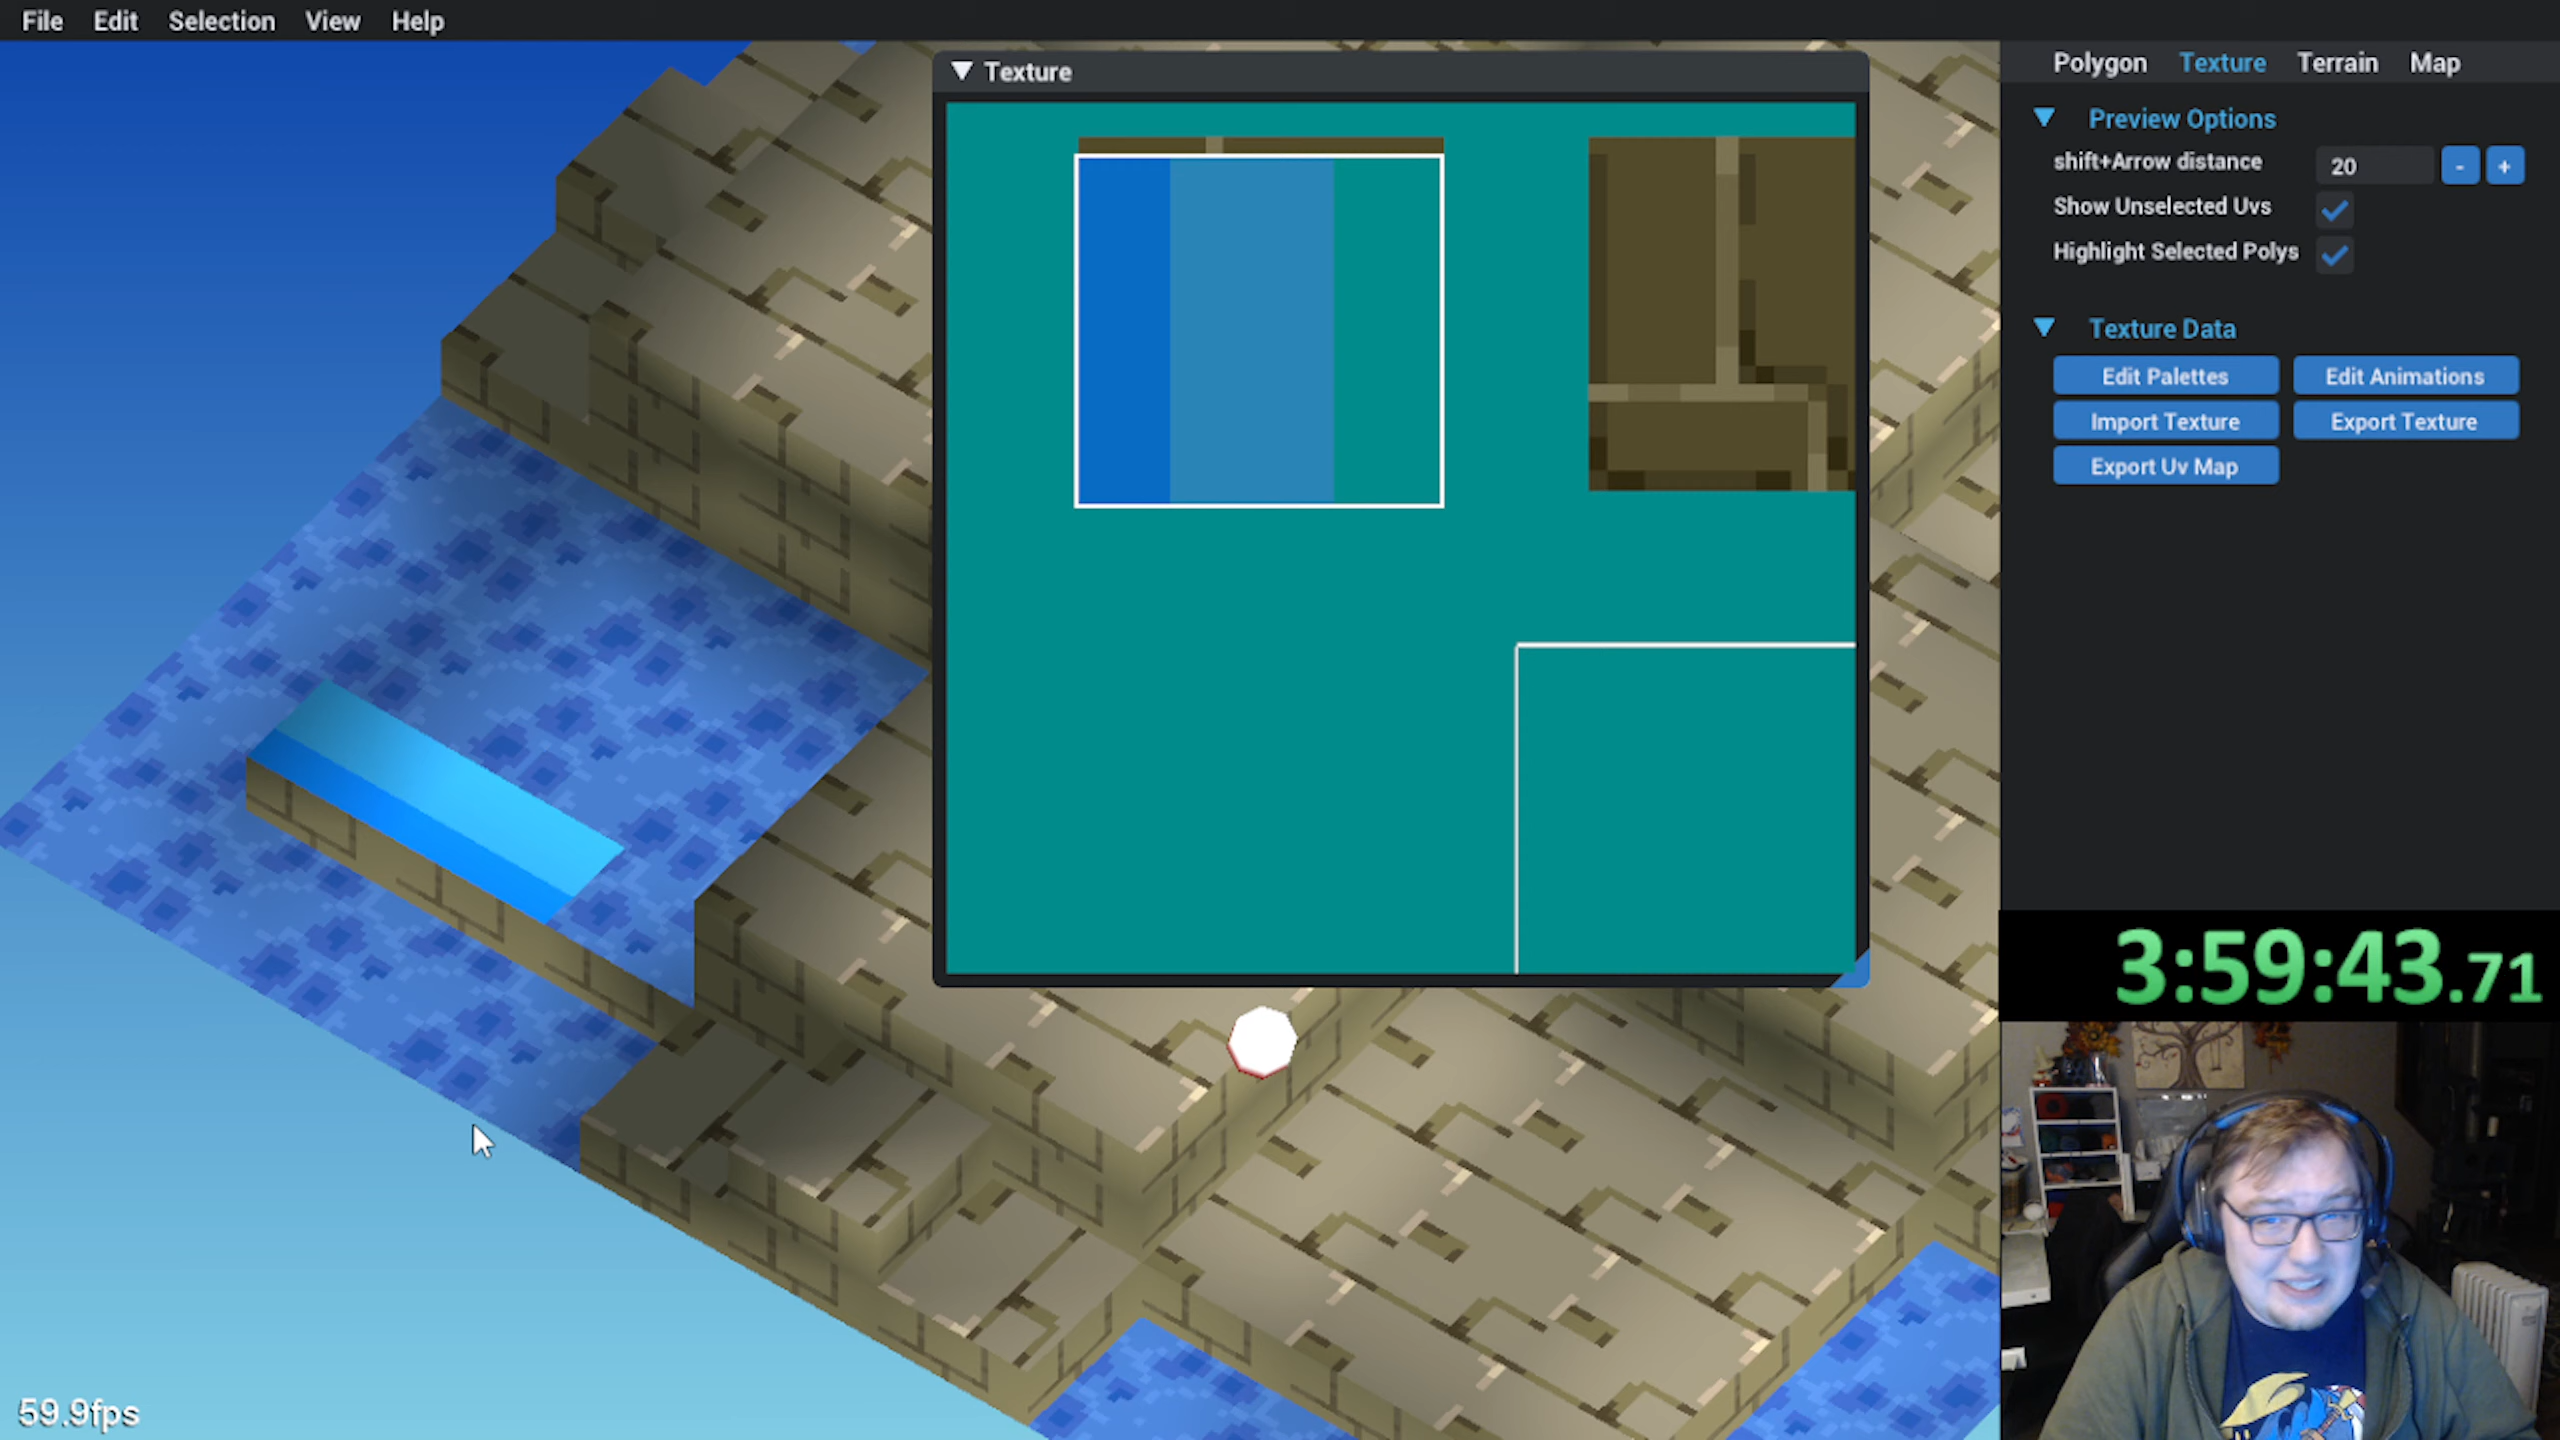 File Edit Selection View Help
Texture
Polygon Texture Terrain Map
Preview Options
shift+Arrow distance 20 - +
Show Unselected Uvs
Highlight Selected Polys
Texture Data
Edit Palettes Edit Animations
Import Texture Export Texture
Export Uv Map
3:59:43.71
59.9fps